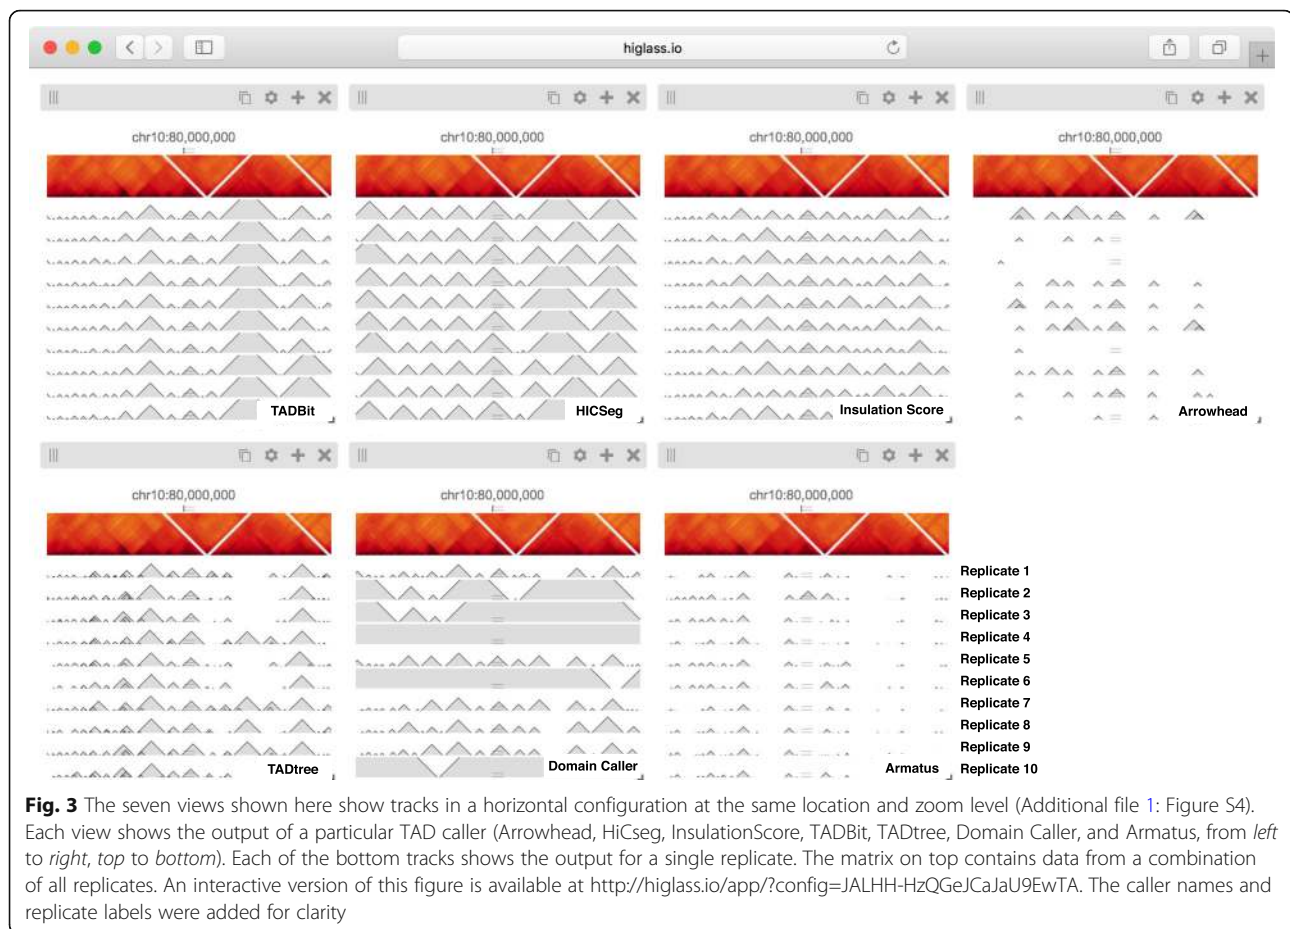 higlass.io
chr10:80,000,000 chr10:80,000,000 chr10:80,000,000 chr10:80,000,000
TADBit HICSeg Insulation Score Arrowhead
chr10:80,000,000 chr10:80,000,000 chr10:80,000,000
Replicate 1
Replicate 2
Replicate 3
Replicate 4
Replicate 5
Replicate 6
Replicate 7
Replicate 8
Replicate 9
TADtree Domain Caller Armatus Replicate 10
Fig. 3 The seven views shown here show tracks in a horizontal configuration at the same location and zoom level (Additional file 1: Figure S4).
Each view shows the output of a particular TAD caller (Arrowhead, HiCseg, InsulationScore, TADBit, TADtree, Domain Caller, and Armatus, from left
to right, top to bottom). Each of the bottom tracks shows the output for a single replicate. The matrix on top contains data from a combination
of all replicates. An interactive version of this figure is available at http://higlass.io/app/?config=JALHH-HzQGeJCaJaU9EwTA. The caller names and
replicate labels were added for clarity